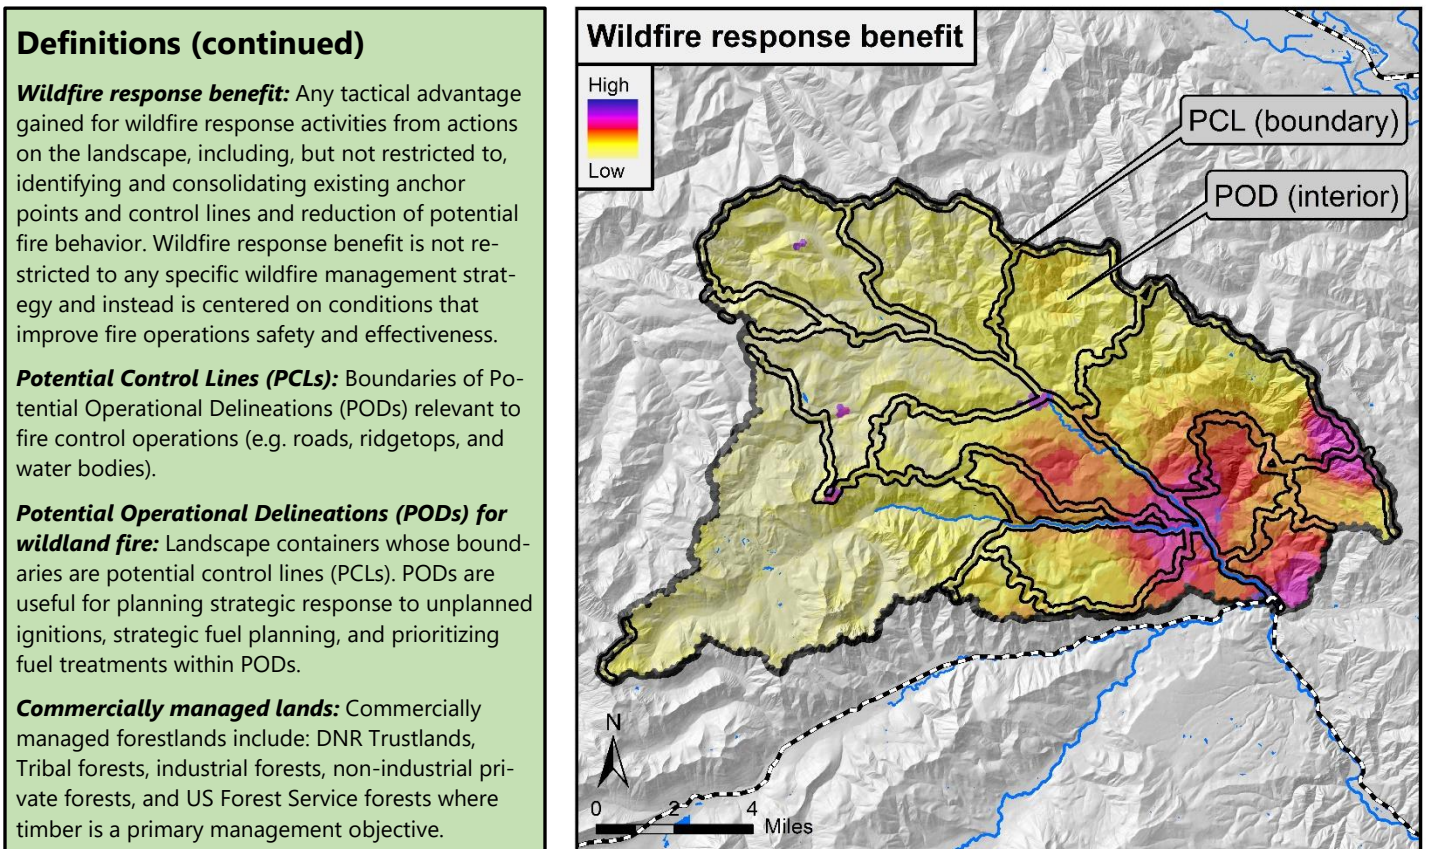 Definitions (continued)
Wildfire response benefit: Any tactical advantage
gained for wildfire response activities from actions
on the landscape, including, but not restricted to,
identifying and consolidating existing anchor
points and control lines and reduction of potential
fire behavior. Wildfire response benefit is not re-
stricted to any specific wildfire management strat-
egy and instead is centered on conditions that
improve fire operations safety and effectiveness.
Potential Control Lines (PCLs): Boundaries of Po-
tential Operational Delineations (PODs) relevant to
fire control operations (e.g. roads, ridgetops, and
water bodies).
Potential Operational Delineations (PODs) for
wildland fire: Landscape containers whose bound-
aries are potential control lines (PCLs). PODs are
useful for planning strategic response to unplanned
ignitions, strategic fuel planning, and prioritizing
fuel treatments within PODs.
Commercially managed lands: Commercially
managed forestlands include: DNR Trustlands,
Tribal forests, industrial forests, non-industrial pri-
vate forests, and US Forest Service forests where
timber is a primary management objective.
Wildfire response benefit
High
Low
PCL (boundary)
POD (interior)
N
0 2 4
Miles